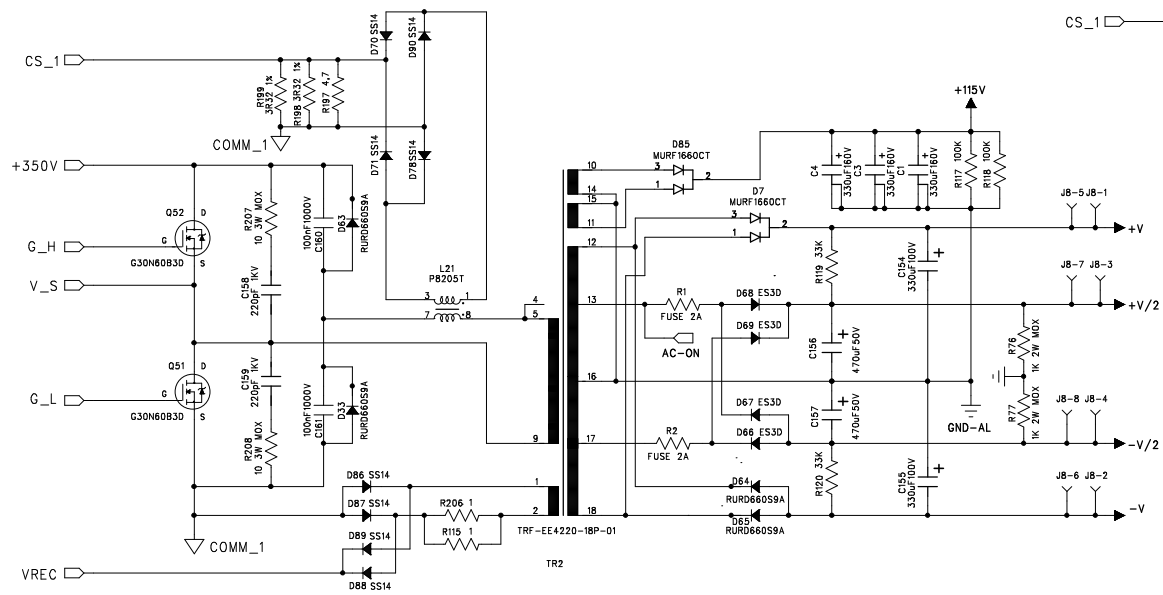 CS_1
CS_1
D70 SS14
D90 SS14
R199
3R32 1%
R198 3R32 1%
R197 4,7
COMM_1
D71 SS14
D78 SS14
+350V
Q52
D
G
S
G30N60B3D
G_H
V_S
R207
10 3W MOX
C158
220pF 1KV
100nF1000V
C160
D63
RURD660S9A
L21
P8205T
3
1
7
8
4
5
Q51
D
G
S
G30N60B3D
G_L
C159
220pF 1KV
R208
10 3W MOX
100nF1000V
C161
D33
RURD660S9A
9
COMM_1
VREC
D86 SS14
D87 SS14
D89 SS14
D88 SS14
R206 1
R115 1
1
2
TRF-EE4220-18P-01
TR2
10
14
15
11
12
13
16
17
18
D85
MURF1660CT
3
1
2
D7
MURF1660CT
3
1
2
+115V
C4
330uF160V
C3
330uF160V
C1
330uF160V
R117 100K
R118 100K
J8-5
J8-1
+V
R1
FUSE 2A
AC-ON
D68 ES3D
D69 ES3D
R119 33K
C154
330uF100V
J8-7
J8-3
+V/2
C156
470uF50V
R76
1K 2W MOX
R77
1K 2W MOX
GND-AL
D67 ES3D
D66 ES3D
R2
FUSE 2A
C157
470uF50V
J8-8
J8-4
-V/2
D64
RURD660S9A
D65
RURD660S9A
R120 33K
C155
330uF100V
J8-6
J8-2
-V